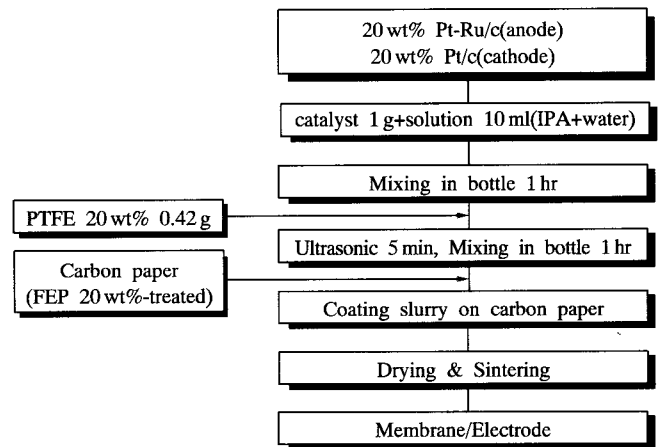 20 wt% Pt-Ru/c(anode)
20 wt% Pt/c(cathode)
catalyst 1 g+solution 10 ml(IPA+water)
Mixing in bottle 1 hr
PTFE 20 wt% 0.42 g
Ultrasonic 5 min, Mixing in bottle 1 hr
Carbon paper
(FEP 20 wt%-treated)
Coating slurry on carbon paper
Drying & Sintering
Membrane/Electrode